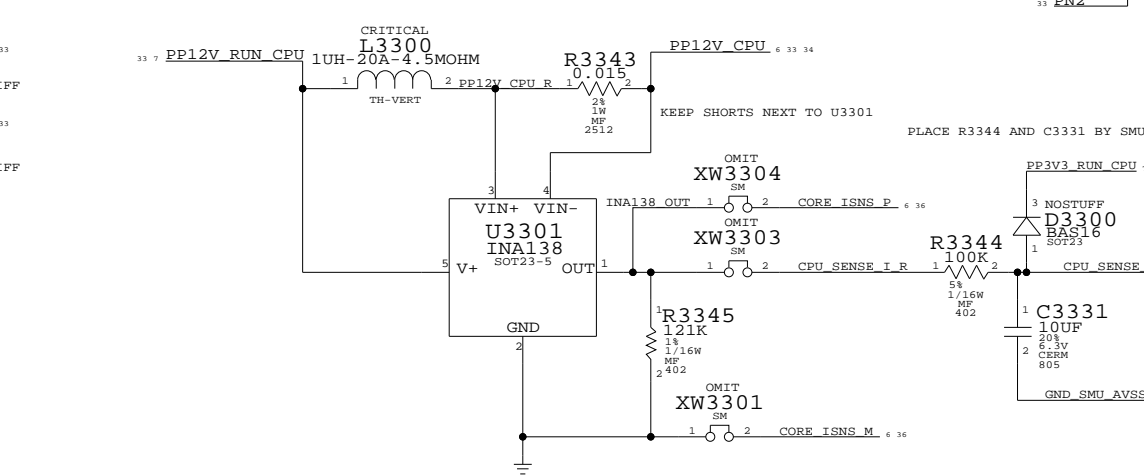 33 PN2
CRITICAL
L3300
1UH-20A-4.5MOHM
33 7 PP12V_RUN_CPU
1 2
TH-VERT
PP12V_CPU_R
R3343
0.015
1 2
2%
1W
MF
2512
PP12V_CPU 6 33 34
KEEP SHORTS NEXT TO U3301
33
IFF
33
IFF
PLACE R3344 AND C3331 BY SMU
PP3V3_RUN_CPU
3 NOSTUFF
D3300
BAS16
SOT23
1
3 4
VIN+ VIN-
U3301
INA138
SOT23-5
5 V+
OUT 1
GND
2
INA138_OUT
OMIT
XW3304
SM
1 2
CORE_ISNS_P 6 36
OMIT
XW3303
SM
1 2
CPU_SENSE_I_R
R3344
100K
1 2
5%
1/16W
MF
402
CPU_SENSE_
1 C3331
10UF
20%
6.3V
2 CERM
805
GND_SMU_AVSS
1 R3345
121K
1%
1/16W
MF
2 402
OMIT
XW3301
SM
1 2
CORE_ISNS_M 6 36